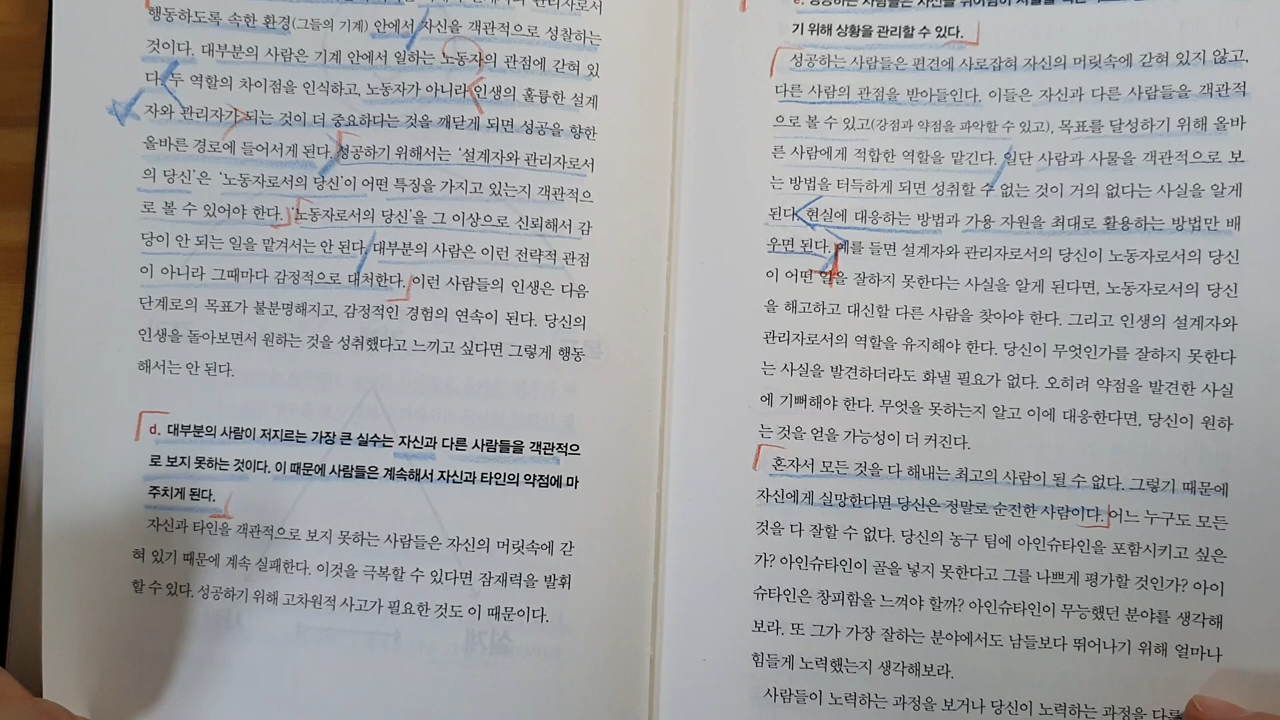 행동하도록 속한 환경(그들의 기계) 안에서 자신을 객관적으로 성찰하는
것이다. 대부분의 사람은 기계 안에서 일하는 노동자의 관점에 갇혀 있
다. 두 역할의 차이점을 인식하고, 노동자가 아니라 인생의 훌륭한 설계
자와 관리자가 되는 것이 더 중요하다는 것을 깨닫게 되면 성공을 향한
올바른 경로에 들어서게 된다. 성공하기 위해서는 ‘설계자와 관리자로서
의 당신’은 ‘노동자로서의 당신’이 어떤 특징을 가지고 있는지 객관적으
로 볼 수 있어야 한다. ‘노동자로서의 당신’을 그 이상으로 신뢰해서 감
당이 안 되는 일을 맡겨서는 안 된다. 대부분의 사람은 이런 전략적 관점
이 아니라 그때마다 감정적으로 대처한다. 이런 사람들의 인생은 다음
단계로의 목표가 불분명해지고, 감정적인 경험의 연속이 된다. 당신의
인생을 돌아보면서 원하는 것을 성취했다고 느끼고 싶다면 그렇게 행동
해서는 안 된다.
d. 대부분의 사람이 저지르는 가장 큰 실수는 자신과 다른 사람들을 객관적으
로 보지 못하는 것이다. 이 때문에 사람들은 계속해서 자신과 타인의 약점에 마
주치게 된다.
자신과 타인을 객관적으로 보지 못하는 사람들은 자신의 머릿속에 갇
혀 있기 때문에 계속 실패한다. 이것을 극복할 수 있다면 잠재력을 발휘
할 수 있다. 성공하기 위해 고차원적 사고가 필요한 것도 이 때문이다.
기 위해 상황을 관리할 수 있다.
성공하는 사람들은 편견에 사로잡혀 자신의 머릿속에 갇혀 있지 않고,
다른 사람의 관점을 받아들인다. 이들은 자신과 다른 사람들을 객관적
으로 볼 수 있고(강점과 약점을 파악할 수 있고), 목표를 달성하기 위해 올바
른 사람에게 적합한 역할을 맡긴다. 일단 사람과 사물을 객관적으로 보
는 방법을 터득하게 되면 성취할 수 없는 것이 거의 없다는 사실을 알게
된다. 현실에 대응하는 방법과 가용 자원을 최대로 활용하는 방법만 배
우면 된다. 예를 들면 설계자와 관리자로서의 당신이 노동자로서의 당신
이 어떤 일을 잘하지 못한다는 사실을 알게 된다면, 노동자로서의 당신
을 해고하고 대신할 다른 사람을 찾아야 한다. 그리고 인생의 설계자와
관리자로서의 역할을 유지해야 한다. 당신이 무엇인가를 잘하지 못한다
는 사실을 발견하더라도 화낼 필요가 없다. 오히려 약점을 발견한 사실
에 기뻐해야 한다. 무엇을 못하는지 알고 이에 대응한다면, 당신이 원하
는 것을 얻을 가능성이 더 커진다.
혼자서 모든 것을 다 해내는 최고의 사람이 될 수 없다. 그렇기 때문에
자신에게 실망한다면 당신은 정말로 순진한 사람이다. 어느 누구도 모든
것을 다 잘할 수 없다. 당신의 농구 팀에 아인슈타인을 포함시키고 싶은
가? 아인슈타인이 골을 넣지 못한다고 그를 나쁘게 평가할 것인가? 아이
슈타인은 창피함을 느껴야 할까? 아인슈타인이 무능했던 분야를 생각해
보라. 또 그가 가장 잘하는 분야에서도 남들보다 뛰어나기 위해 얼마나
힘들게 노력했는지 생각해보라.
사람들이 노력하는 과정을 보거나 당신이 노력하는 과정을